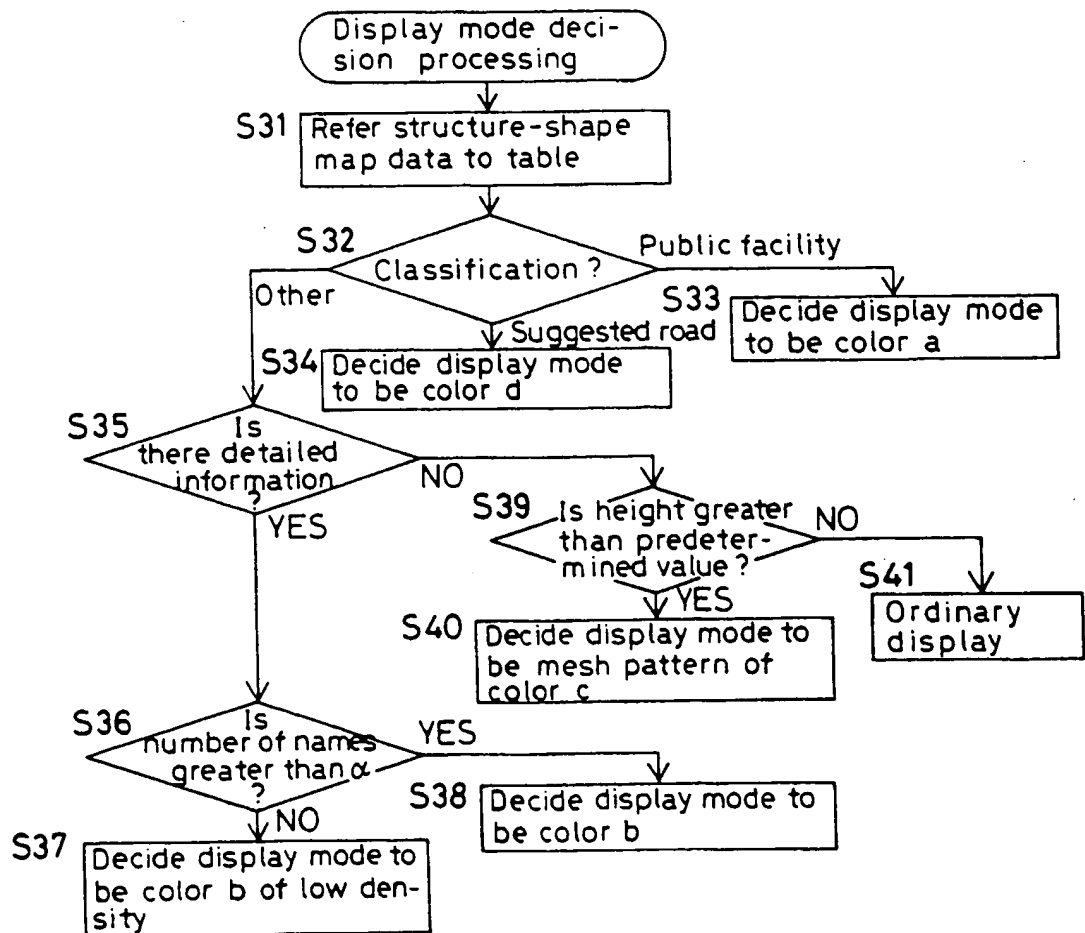 Display mode deci-
sion processing
S31
Refer structure-shape
map data to table
S32
Classification ?
Public facility
Other
S33
Decide display mode
to be color a
Suggested road
S34
Decide display mode
to be color d
S35
Is
there detailed
information
?
NO
YES
S39
Is height greater
than predeter-
mined value ?
NO
YES
S41
Ordinary
display
S40
Decide display mode to
be mesh pattern of
color c
S36
Is
number of names
greater than α
?
YES
NO
S38
Decide display mode to
be color b
S37
Decide display mode to
be color b of low den-
sity